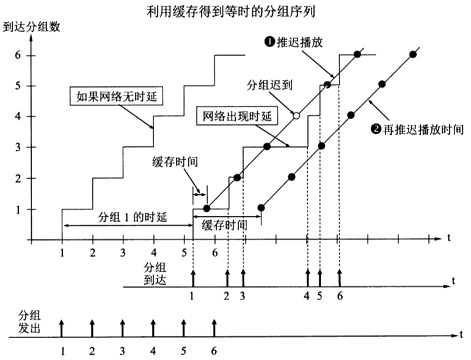 利用缓存得到等时的分组序列
到达分组数
❶推迟播放
6
分组迟到
5
如果网络无时延
网络出现时延
4
❷再推迟播放时间
3
缓存时间
2
分组 1 的时延
缓存时间
1
t
1 2 3 4 5 6
分组
到达
t
1 2 3 4 5 6
分组
发出
t
1 2 3 4 5 6